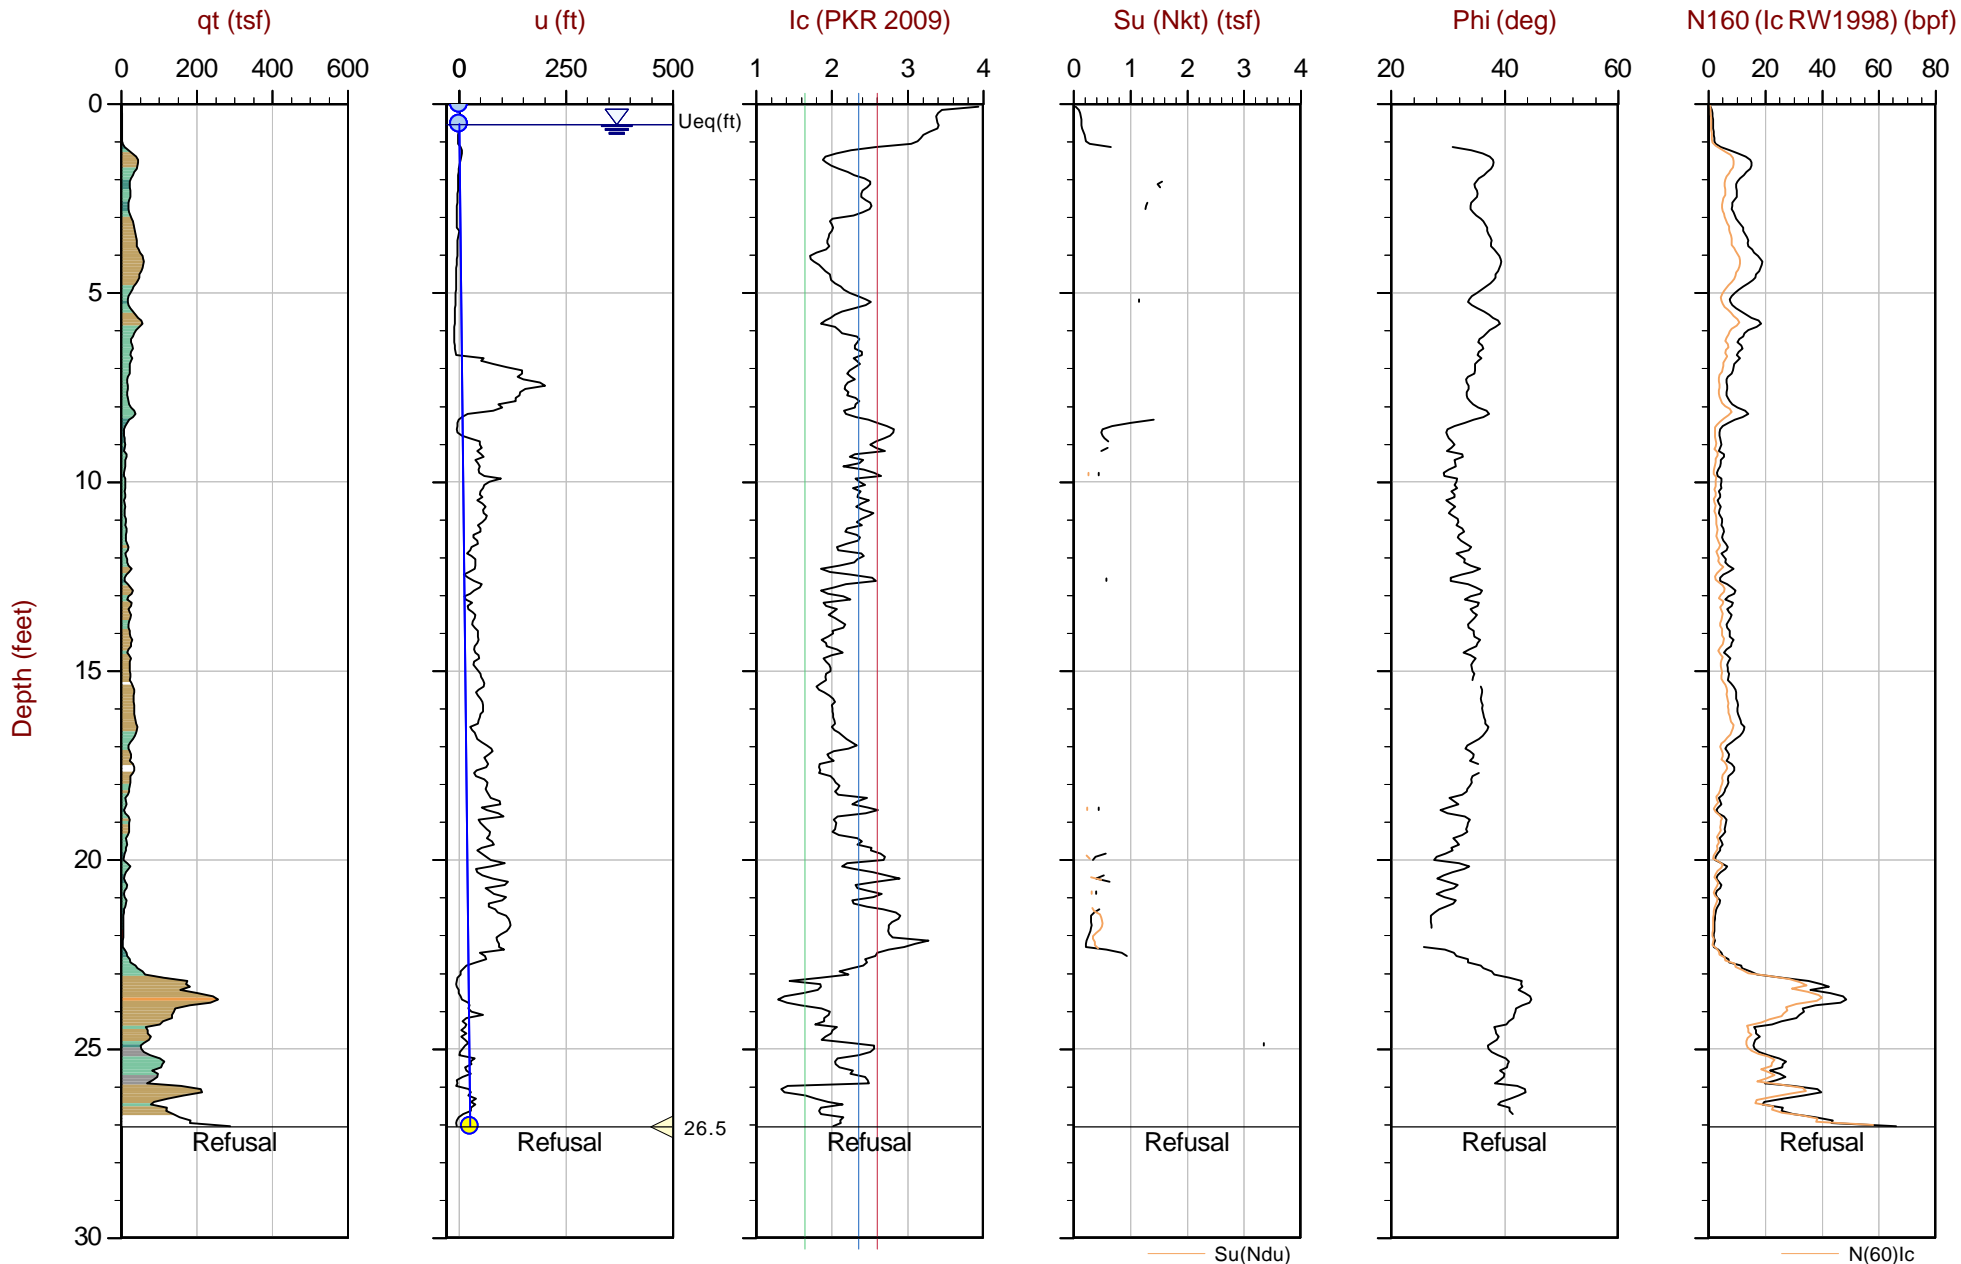 qt (tsf)
u (ft)
Ic (PKR 2009)
Su (Nkt) (tsf)
Phi (deg)
N160 (Ic RW1998) (bpf)
0 200 400 600
0 250 500
0
1 2 3 4
0 1 2 3 4
20 40 60
0 20 40 60 80
0
5
10
15
20
25
30
Depth (feet)
Ueq(ft)
26.5
Refusal
Refusal
Refusal
Refusal
Refusal
Refusal
Su(Ndu)
N(60)Ic